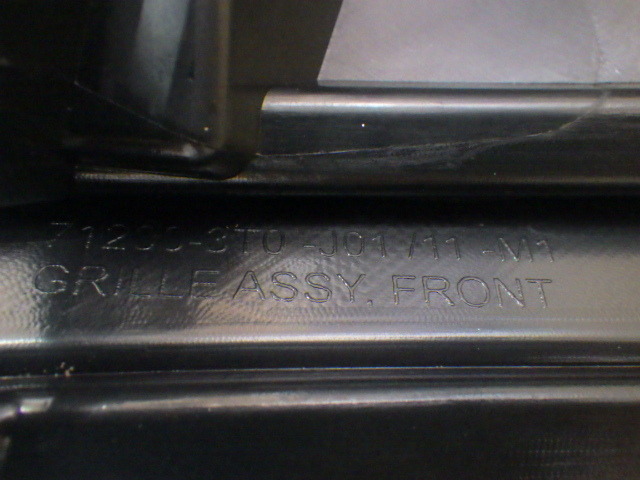 71200-3T0 -J01 /11 -M1
GRILLE ASSY, FRONT